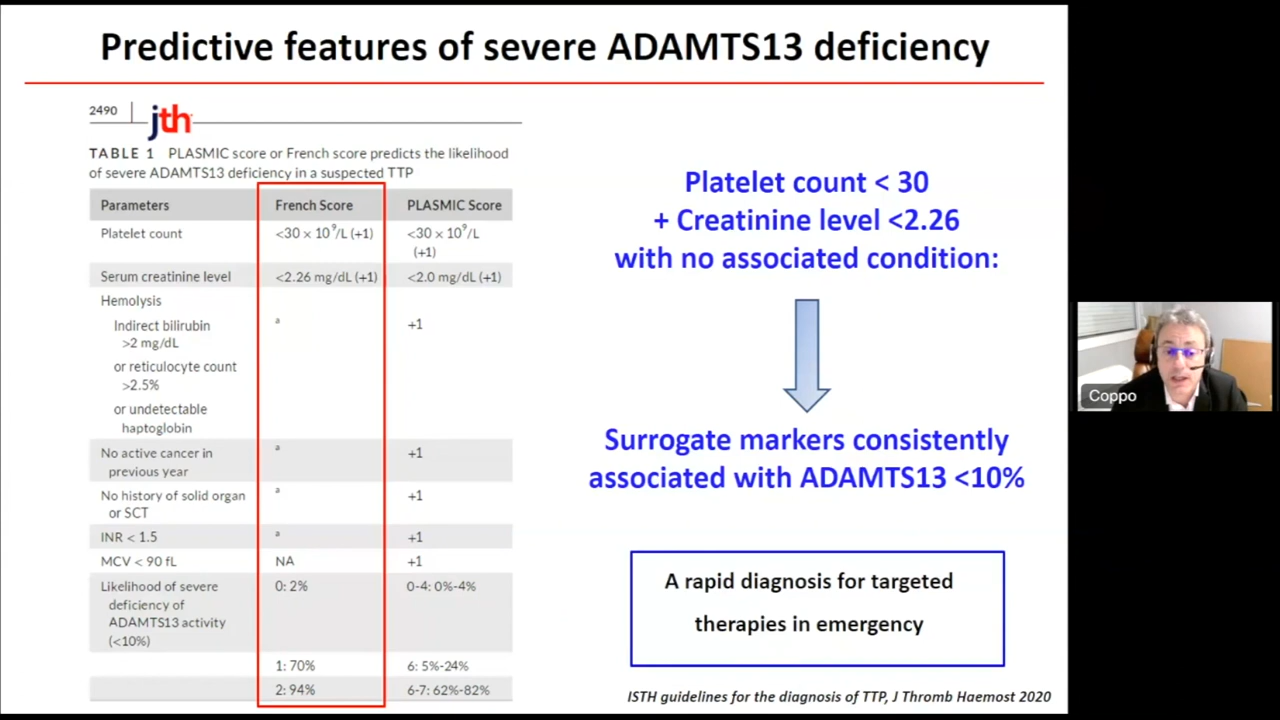 Predictive features of severe ADAMTS13 deficiency
2490
jth
TABLE 1 PLASMIC score or French score predicts the likelihood
of severe ADAMTS13 deficiency in a suspected TTP
Parameters French Score PLASMIC Score
Platelet count <30 × 10⁹/L (+1) <30 × 10⁹/L
(+1)
Serum creatinine level <2.26 mg/dL (+1) <2.0 mg/dL (+1)
Hemolysis
Indirect bilirubin a +1
>2 mg/dL
or reticulocyte count
>2.5%
or undetectable
haptoglobin
No active cancer in a +1
previous year
No history of solid organ a +1
or SCT
INR < 1.5 a +1
MCV < 90 fL NA +1
Likelihood of severe 0: 2% 0-4: 0%-4%
deficiency of
ADAMTS13 activity
(<10%)
1: 70% 6: 5%-24%
2: 94% 6-7: 62%-82%
Platelet count < 30
+ Creatinine level <2.26
with no associated condition:
Surrogate markers consistently
associated with ADAMTS13 <10%
A rapid diagnosis for targeted
therapies in emergency
ISTH guidelines for the diagnosis of TTP, J Thromb Haemost 2020
Coppo